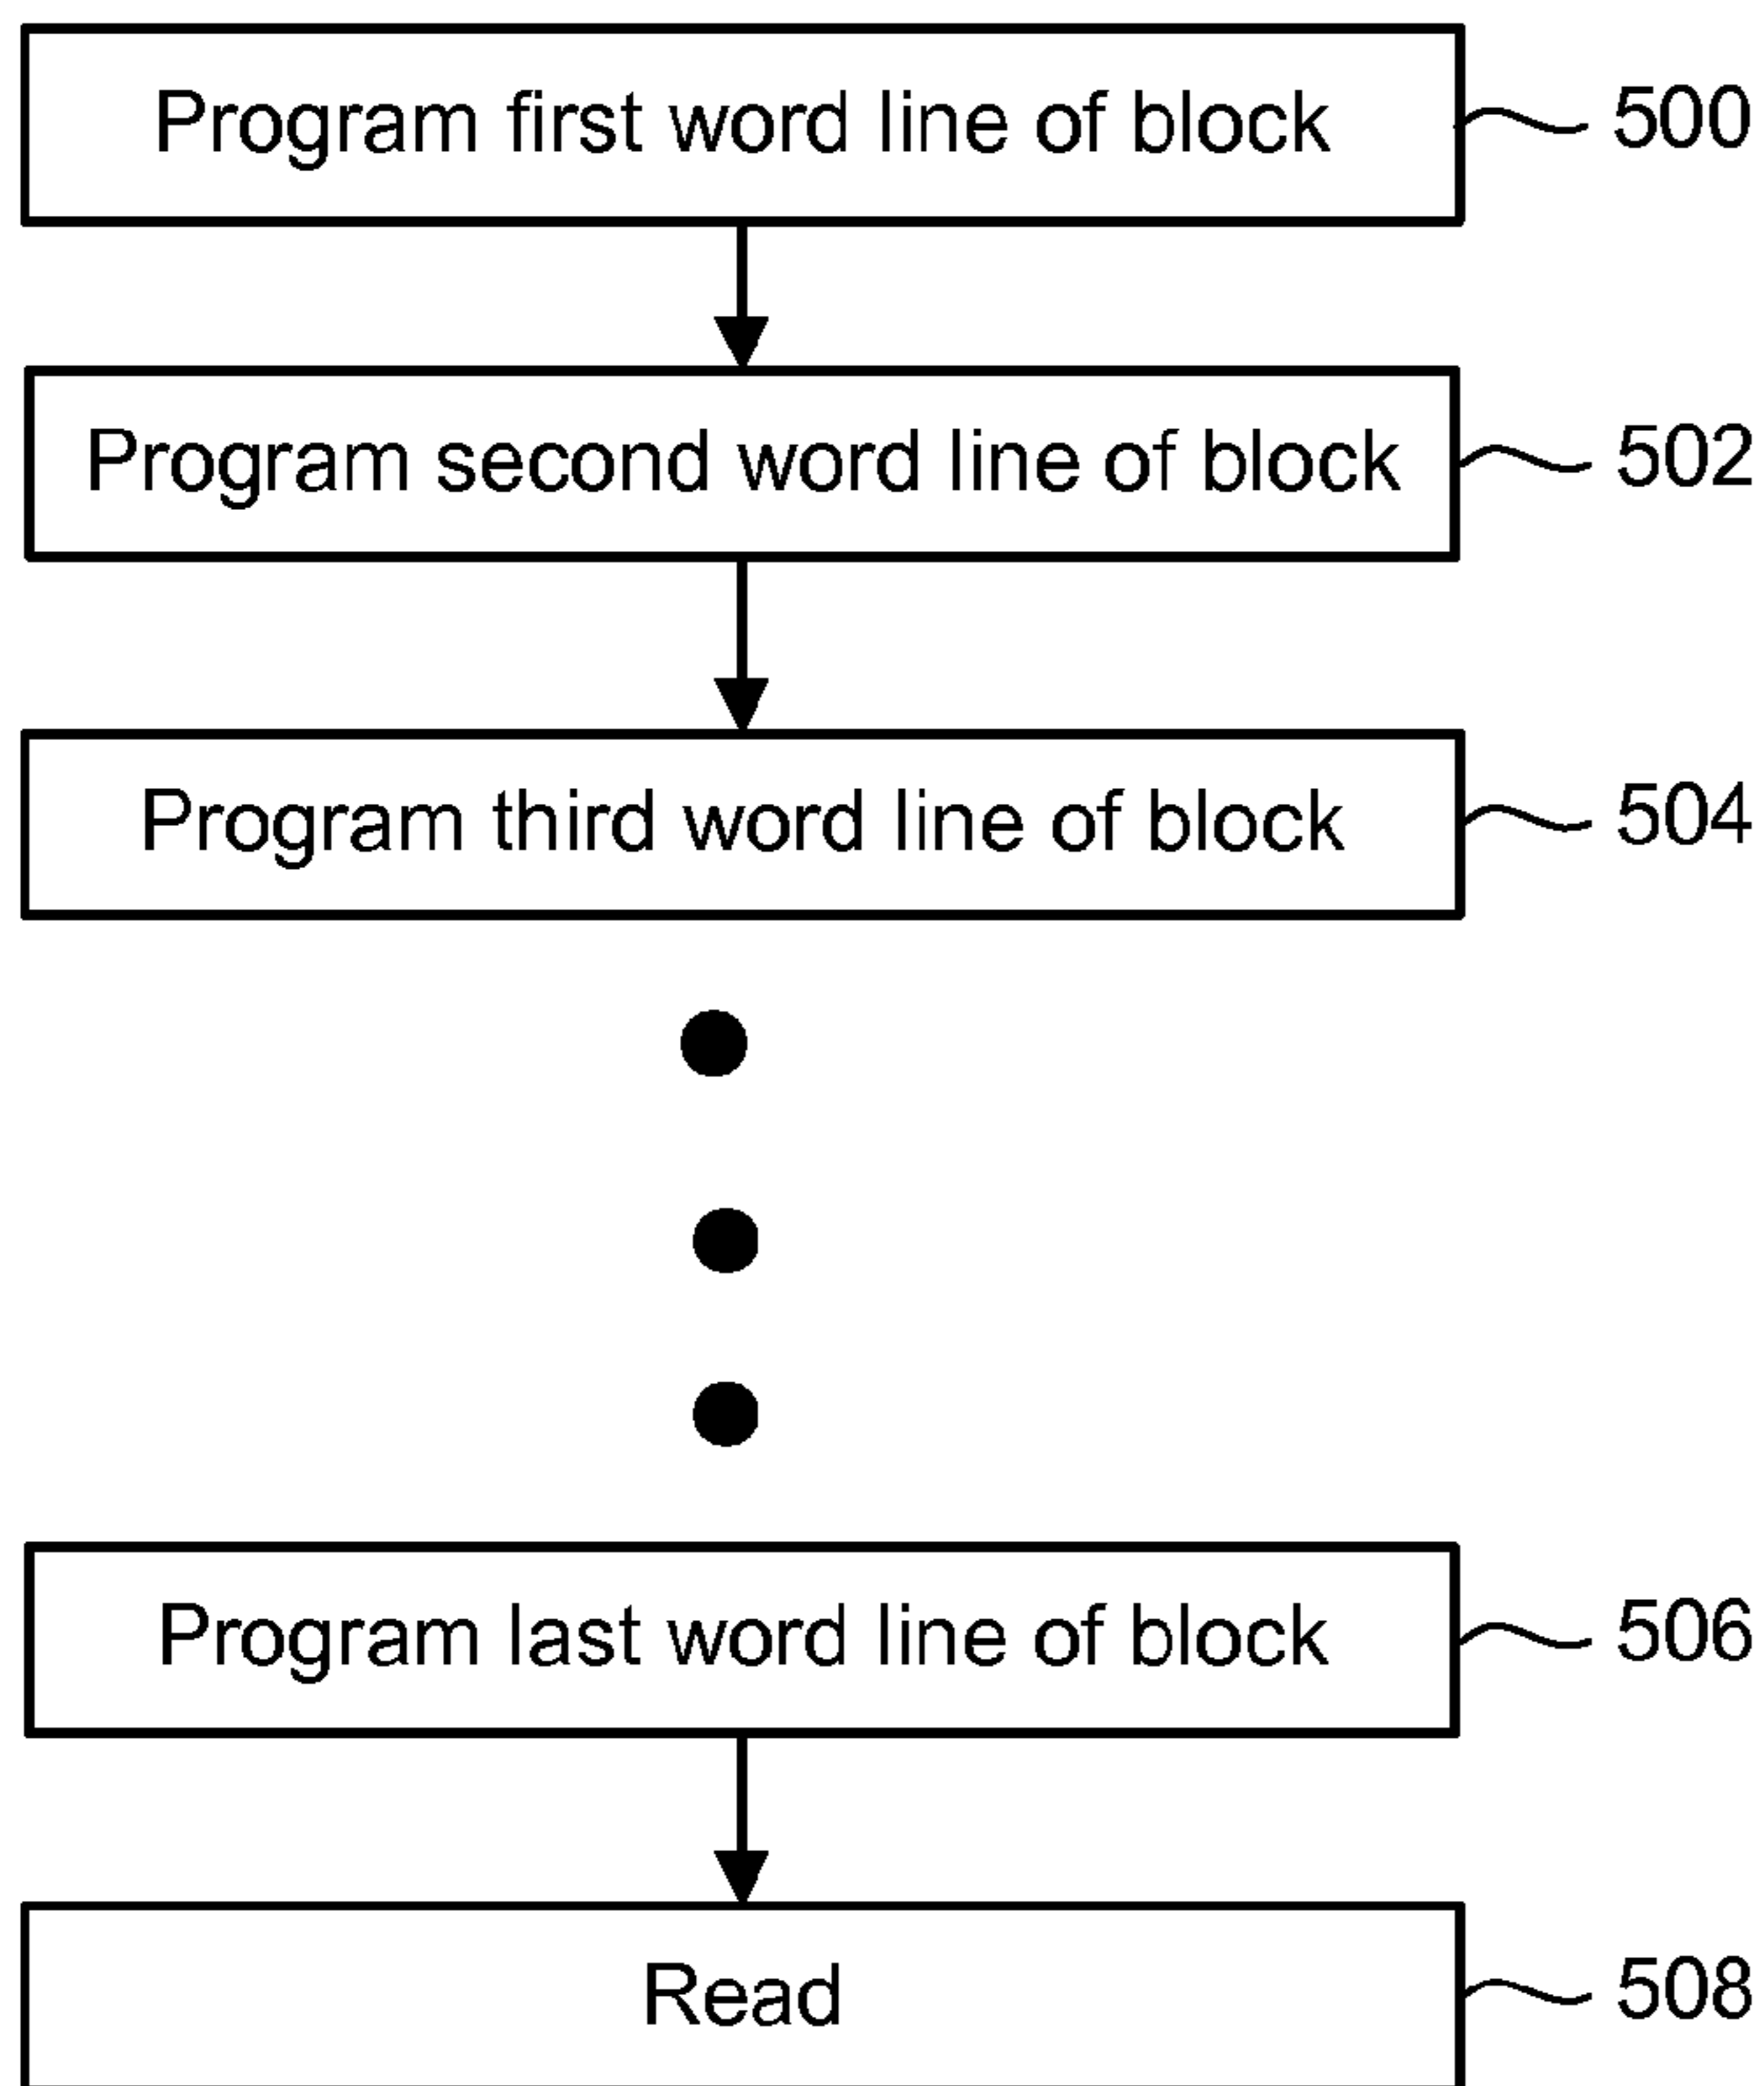 Program first word line of block 500
Program second word line of block 502
Program third word line of block 504
Program last word line of block 506
Read 508